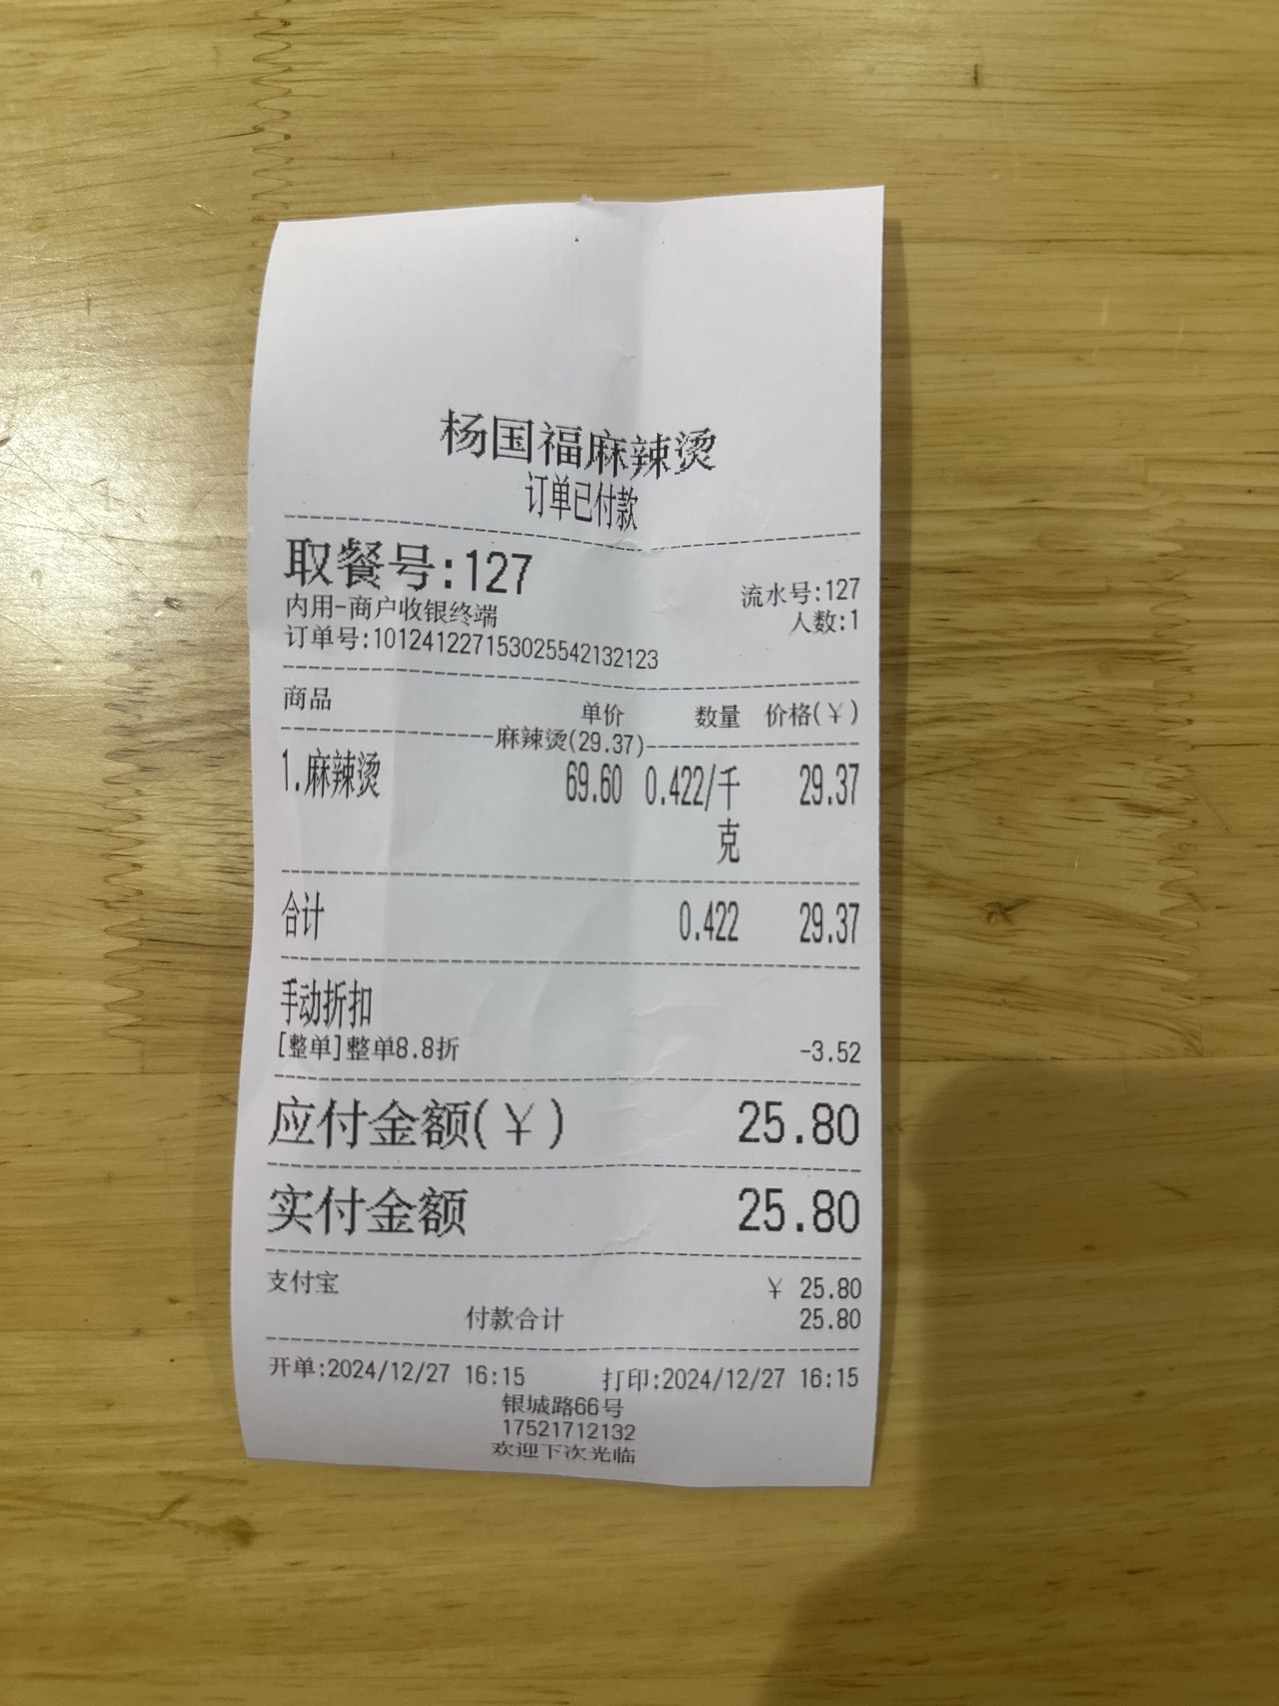 杨国福麻辣烫
订单已付款
取餐号:127
流水号:127
内用-商户收银终端
人数:1
订单号:101241227153025542132123
商品 单价 数量 价格(¥)
麻辣烫(29.37)
1.麻辣烫 69.60 0.422/千克 29.37
合计 0.422 29.37
手动折扣
[整单]整单8.8折 -3.52
应付金额(¥) 25.80
实付金额 25.80
支付宝 ¥ 25.80
付款合计 25.80
开单:2024/12/27 16:15 打印:2024/12/27 16:15
银城路66号
17521712132
欢迎下次光临